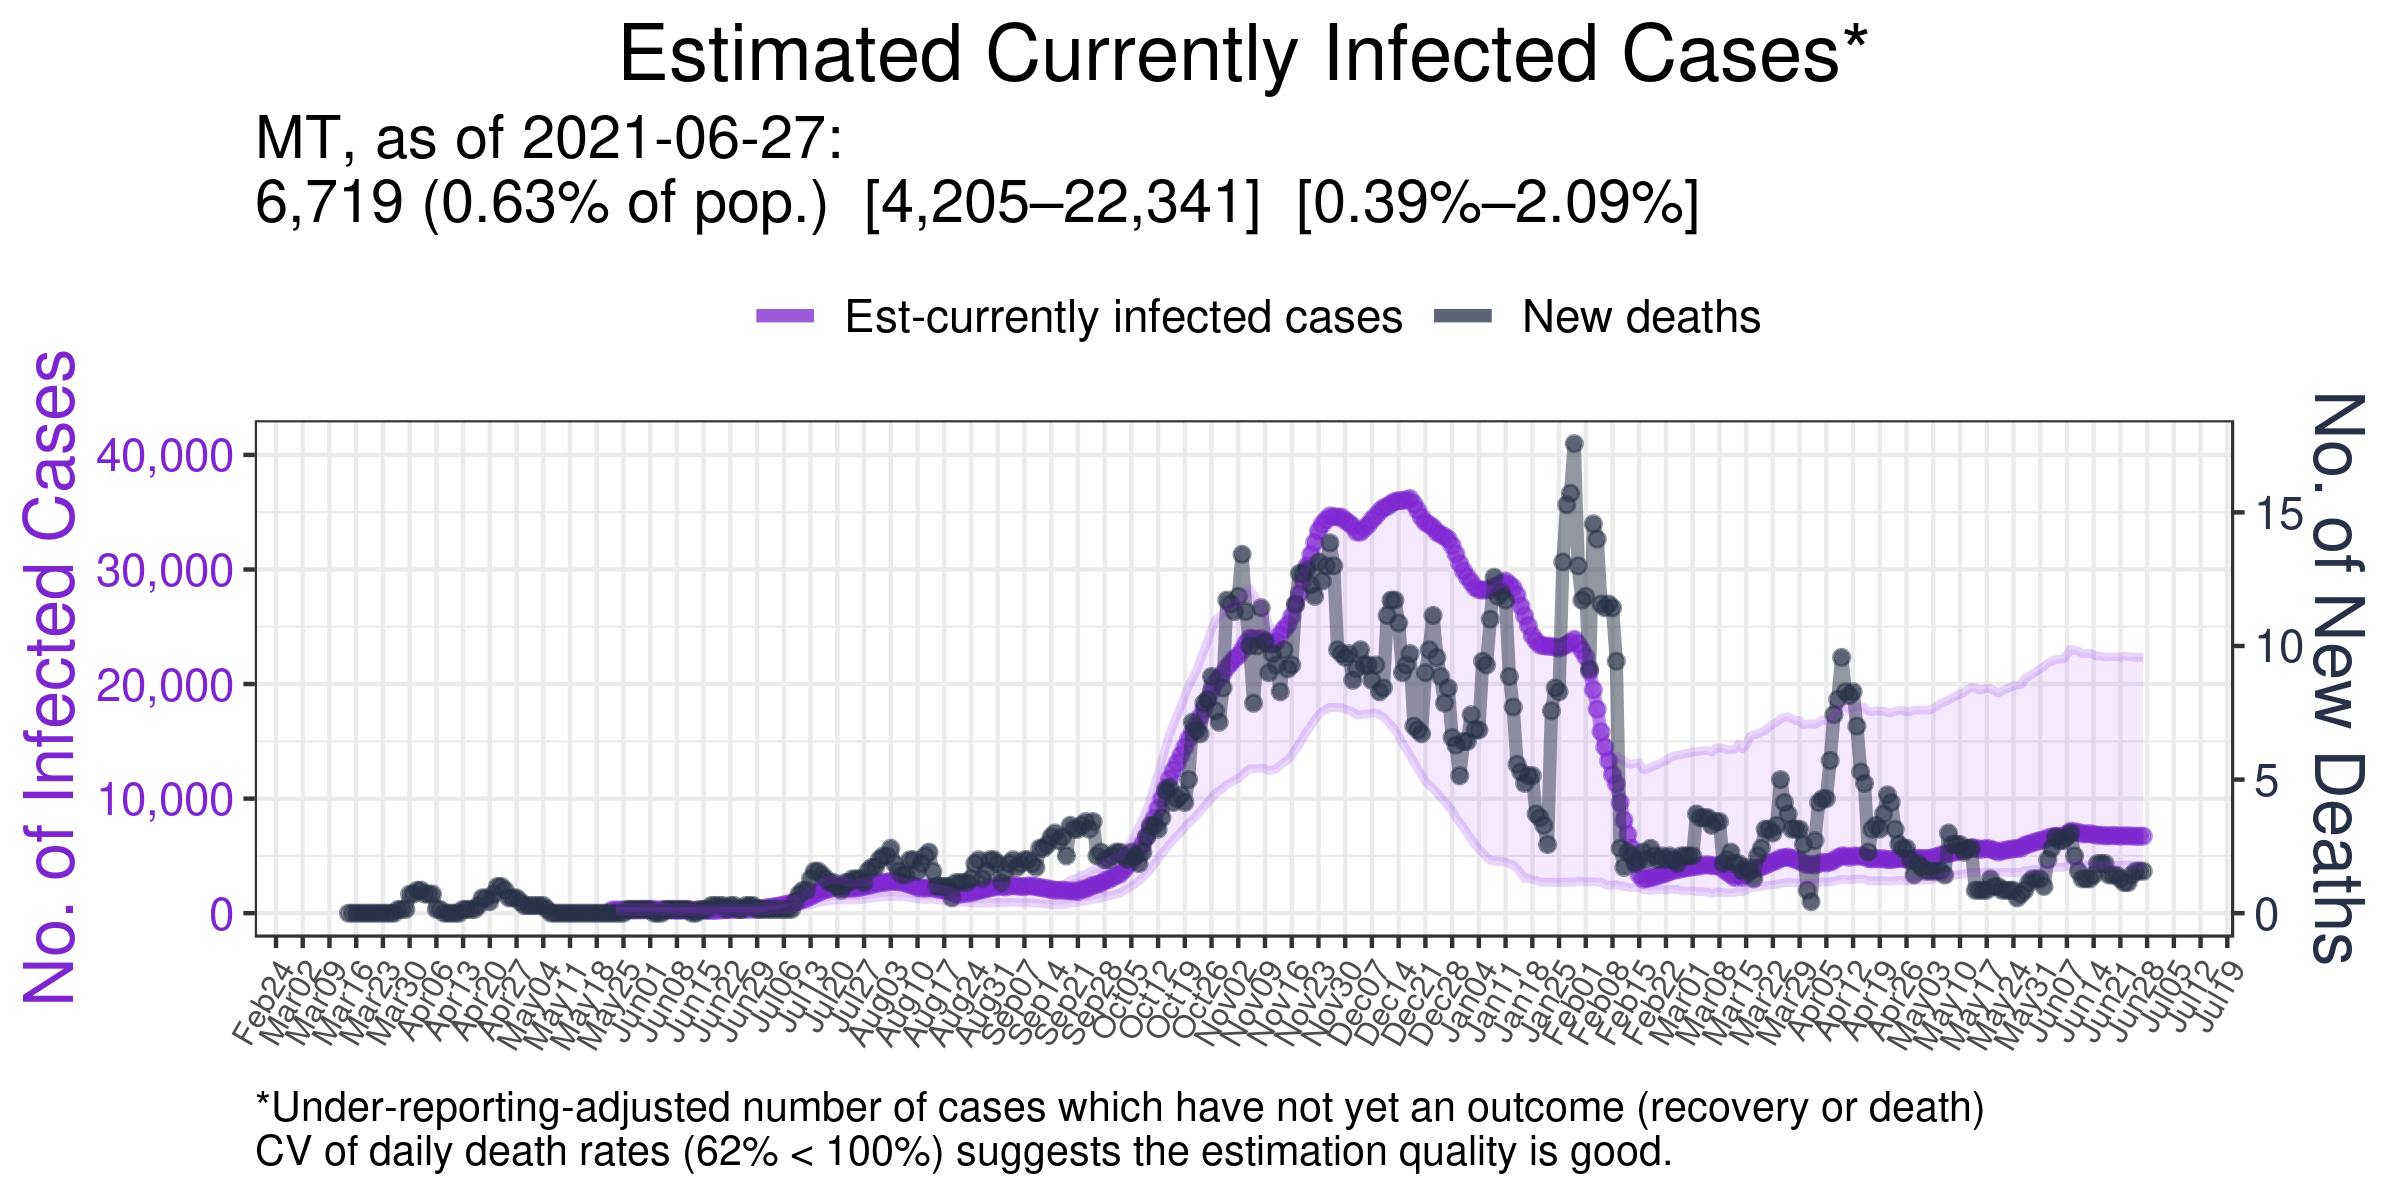 Estimated Currently Infected Cases*
MT, as of 2021-06-27:
6,719 (0.63% of pop.) [4,205–22,341] [0.39%–2.09%]
Est-currently infected cases New deaths
No. of Infected Cases
40,000
30,000
20,000
10,000
0
15
10
5
0
No. of New Deaths
Feb24 Mar02 Mar09 Mar16 Mar23 Mar30 Apr06 Apr13 Apr20 Apr27 May04 May11 May18 May25 Jun01 Jun08 Jun15 Jun22 Jun29 Jul06 Jul13 Jul20 Jul27 Aug03 Aug10 Aug17 Aug24 Aug31 Sep07 Sep14 Sep21 Sep28 Oct05 Oct12 Oct19 Oct26 Nov02 Nov09 Nov16 Nov23 Nov30 Dec07 Dec14 Dec21 Dec28 Jan04 Jan11 Jan18 Jan25 Feb01 Feb08 Feb15 Feb22 Mar01 Mar08 Mar15 Mar22 Mar29 Apr05 Apr12 Apr19 Apr26 May03 May10 May17 May24 May31 Jun07 Jun14 Jun21 Jun28 Jul05 Jul12 Jul19
*Under-reporting-adjusted number of cases which have not yet an outcome (recovery or death)
CV of daily death rates (62% < 100%) suggests the estimation quality is good.